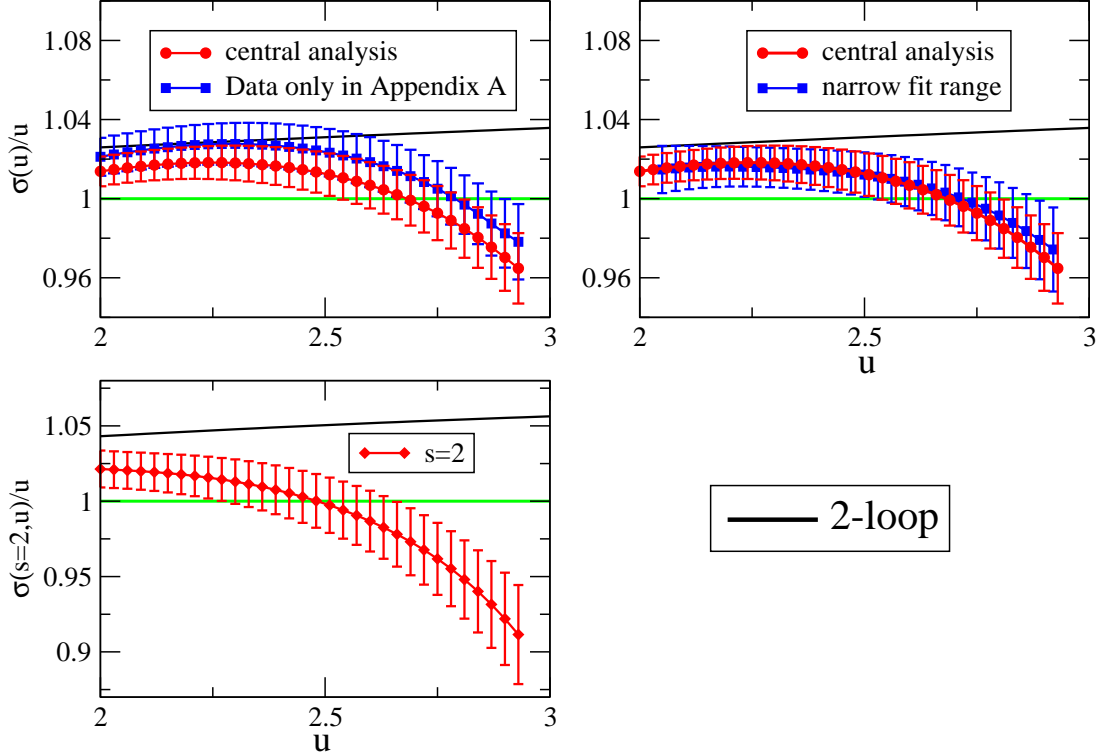 1.08
1.04
1
0.96
σ(u)/u
central analysis
Data only in Appendix A
2
2.5
3
1.08
1.04
1
0.96
central analysis
narrow fit range
2
2.5
3
u
1.05
1
0.95
0.9
σ(s=2,u)/u
s=2
2
2.5
3
u
2-loop